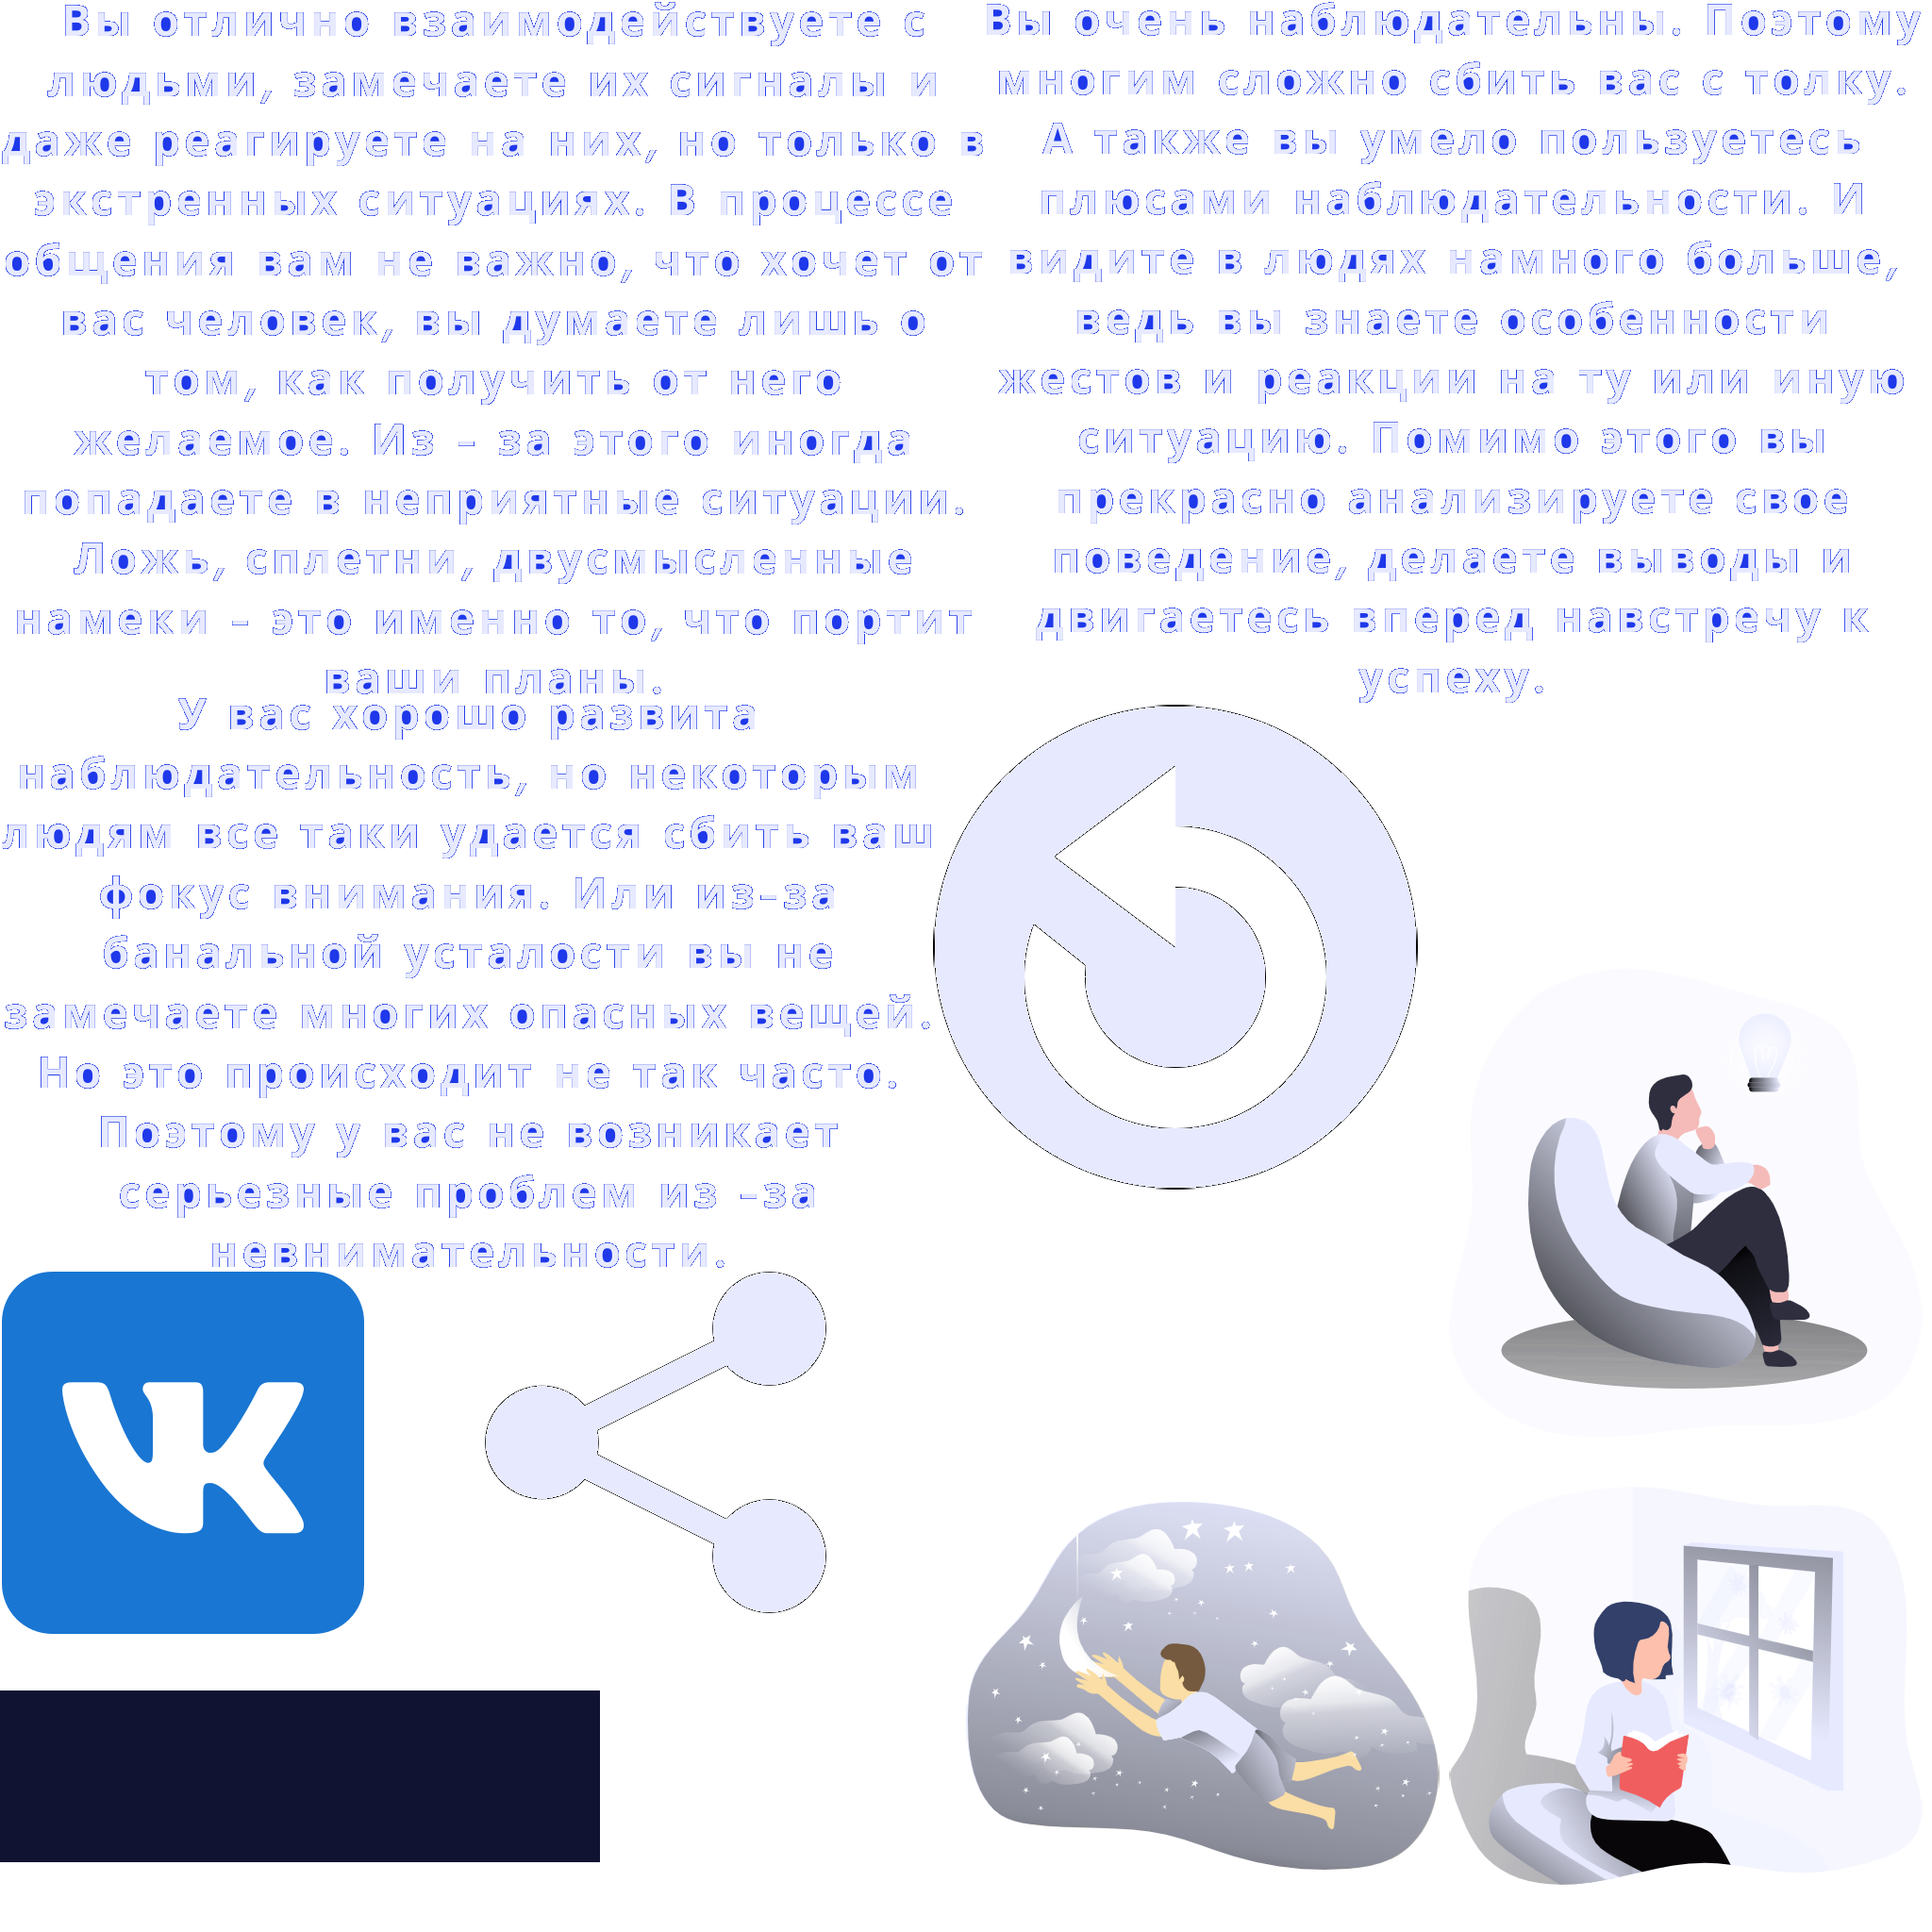 Вы отлично взаимодействуете с
людьми, замечаете их сигналы и
даже реагируете на них, но только в
экстренных ситуациях. В процессе
общения вам не важно, что хочет от
вас человек, вы думаете лишь о
том, как получить от него
желаемое. Из - за этого иногда
попадаете в неприятные ситуации.
Ложь, сплетни, двусмысленные
намеки - это именно то, что портит
ваши планы.
Вы очень наблюдательны. Поэтому
многим сложно сбить вас с толку.
А также вы умело пользуетесь
плюсами наблюдательности. И
видите в людях намного больше,
ведь вы знаете особенности
жестов и реакции на ту или иную
ситуацию. Помимо этого вы
прекрасно анализируете свое
поведение, делаете выводы и
двигаетесь вперед навстречу к
успеху.
У вас хорошо развита
наблюдательность, но некоторым
людям все таки удается сбить ваш
фокус внимания. Или из-за
банальной усталости вы не
замечаете многих опасных вещей.
Но это происходит не так часто.
Поэтому у вас не возникает
серьезные проблем из -за
невнимательности.